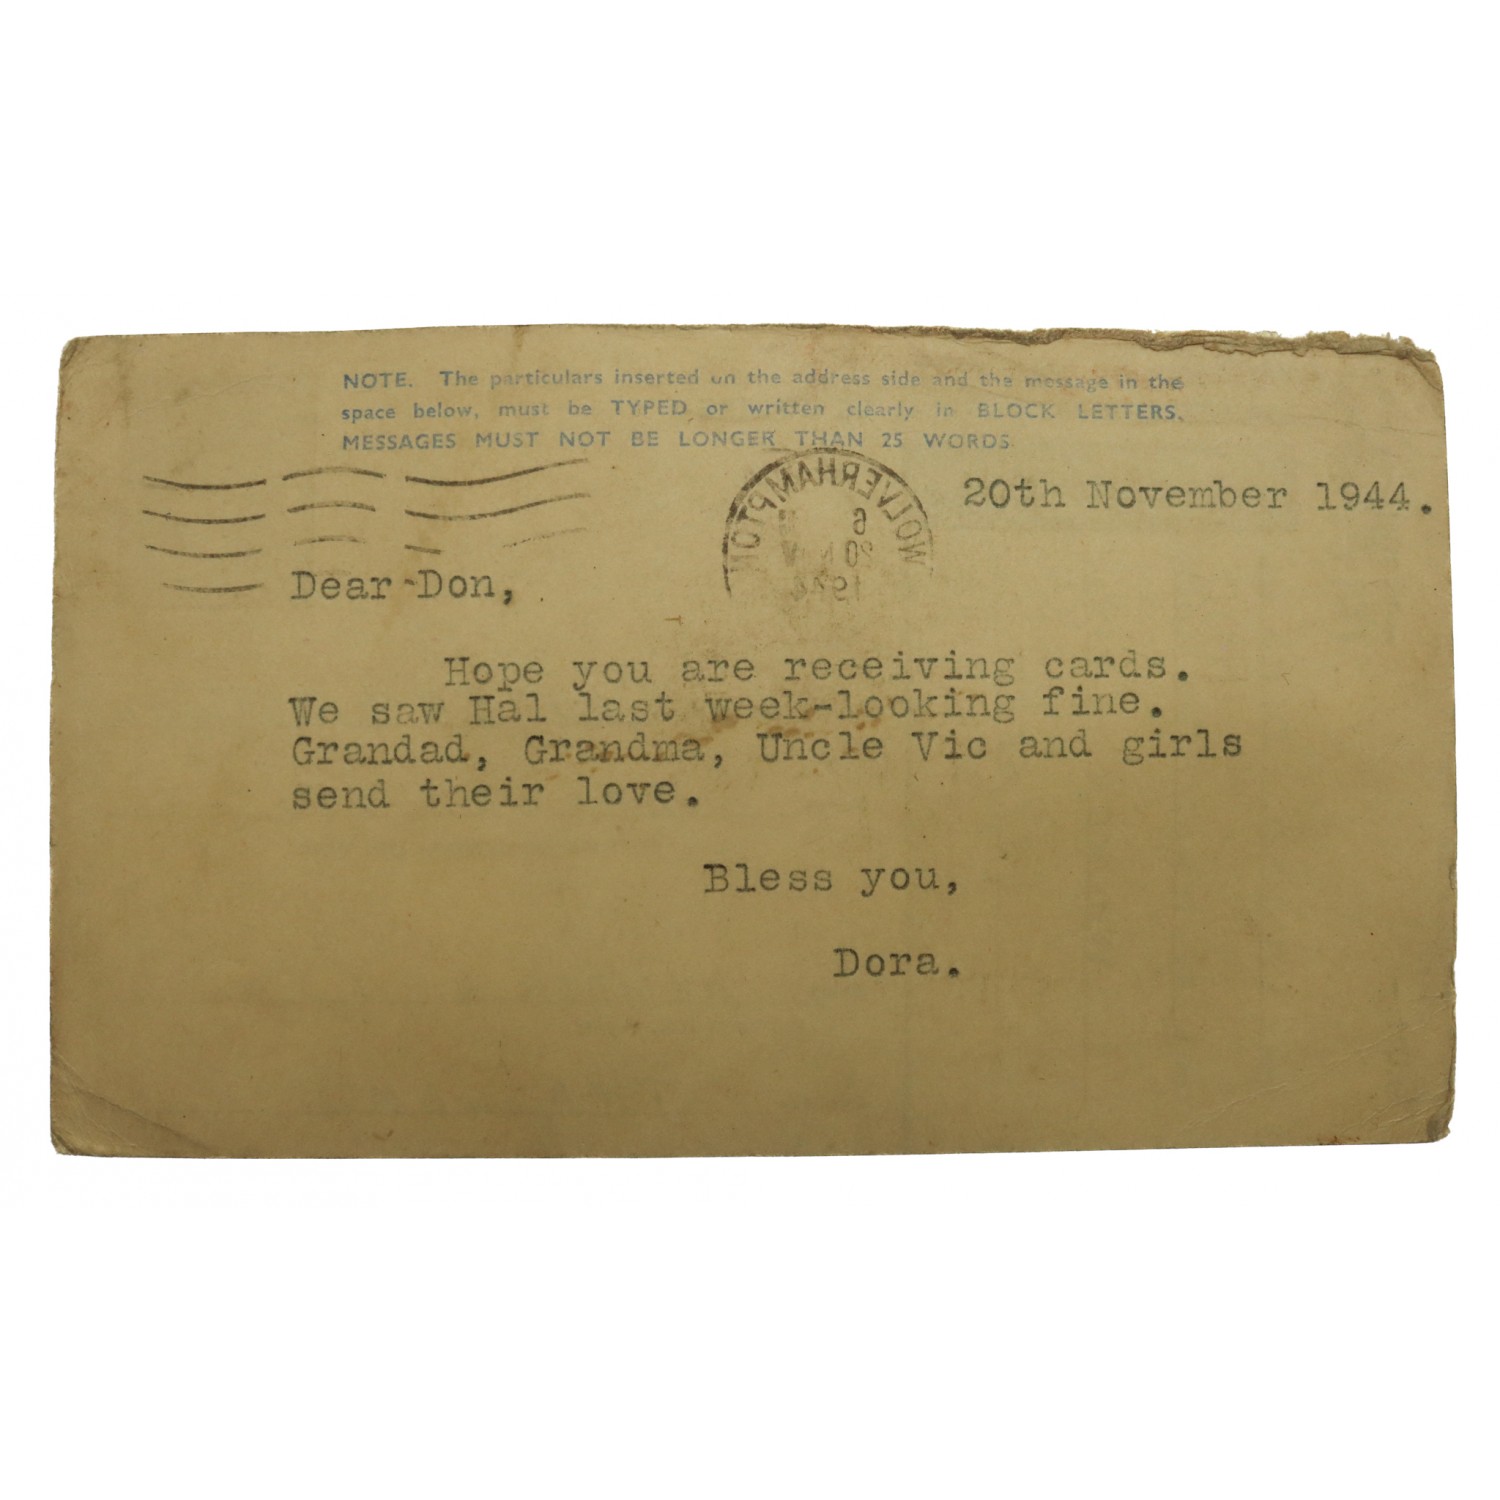 NOTE. The particulars inserted on the address side and the message in the
space below, must be TYPED or written clearly in BLOCK LETTERS.
MESSAGES MUST NOT BE LONGER THAN 25 WORDS.
WOLVERHAMPTON
6
20 
194
20th November 1944.
Dear Don,
Hope you are receiving cards.
We saw Hal last week-looking fine.
Grandad, Grandma, Uncle Vic and girls
send their love.
Bless you,
Dora.